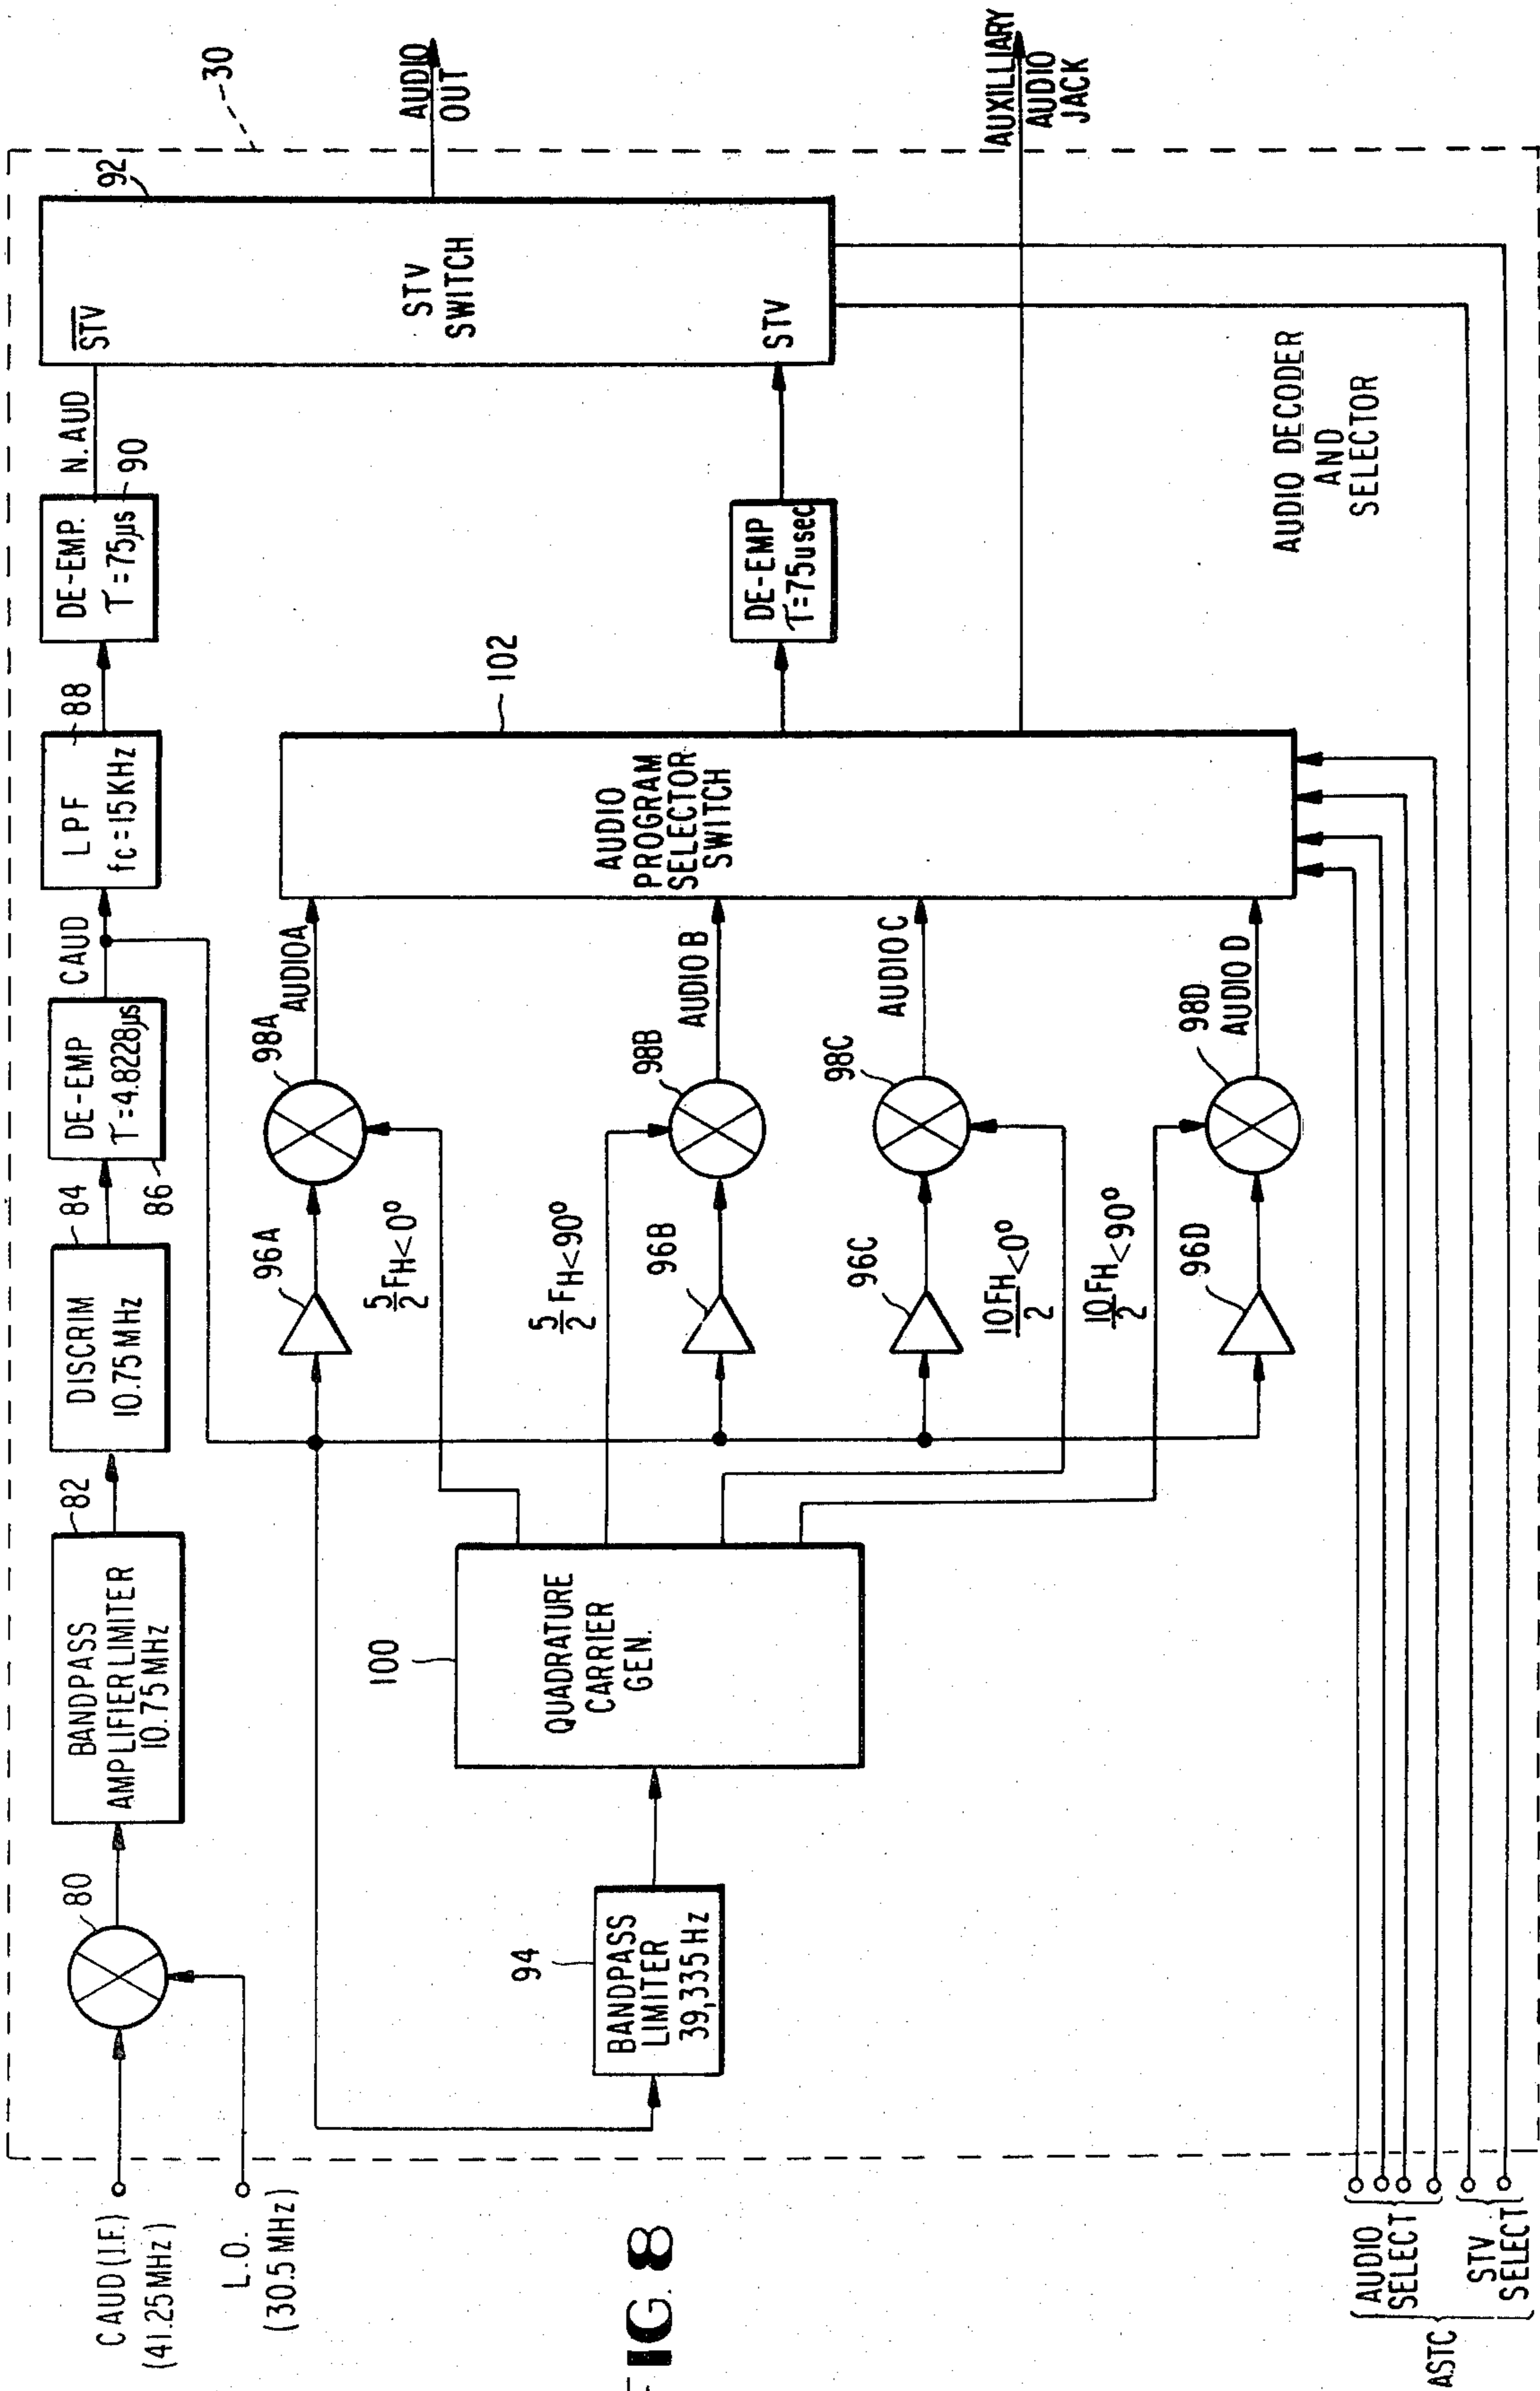 FIG. 8
CAUD (I.F.)
(41.25 MHz)
L.O.
(30.5 MHz)
80
BANDPASS
AMPLIFIER LIMITER
10.75 MHz
82
DISCRIM
10.75 MHz
84
DE-EMP
T=4.8228µs
86
CAUD
LPF
fc=15KHz
88
DE-EMP.
T=75µs
90
N. AUD
STV
STV
SWITCH
STV
92
30
AUDIO
OUT
AUXILLIARY
AUDIO
JACK
94
BANDPASS
LIMITER
39,335 Hz
100
QUADRATURE
CARRIER
GEN.
96A
5/2 FH<0°
98A
AUDIO A
5/2 FH<90°
96B
98B
AUDIO B
96C
10FH/2 <0°
98C
AUDIO C
10FH/2 <90°
96D
98D
AUDIO D
AUDIO
PROGRAM
SELECTOR
SWITCH
102
DE-EMP
T=75usec
AUDIO DECODER
AND
SELECTOR
AUDIO
SELECT
STV
SELECT
ASTC